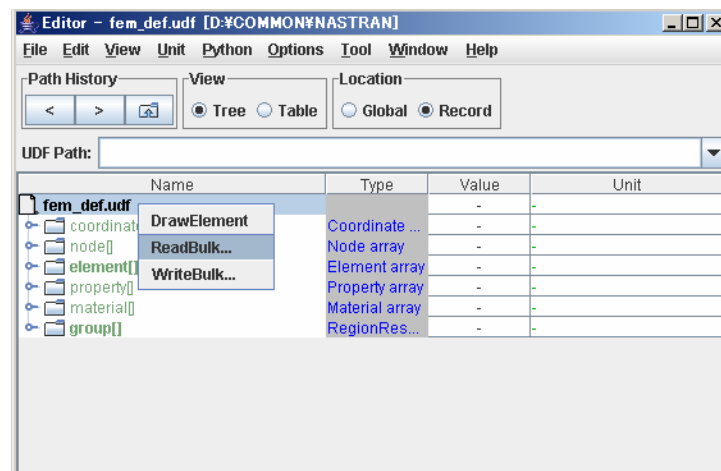 Editor - fem_def.udf [D:¥COMMON¥NASTRAN]
File Edit View Unit Python Options Tool Window Help
Path History View Location
< > Tree Table Global Record
UDF Path:
Name Type Value Unit
fem_def.udf - -
coordinat Coordinate ... - -
node[] Node array - -
element[] Element array - -
property[] Property array - -
material[] Material array - -
group[] RegionRes... - -
DrawElement
ReadBulk...
WriteBulk...